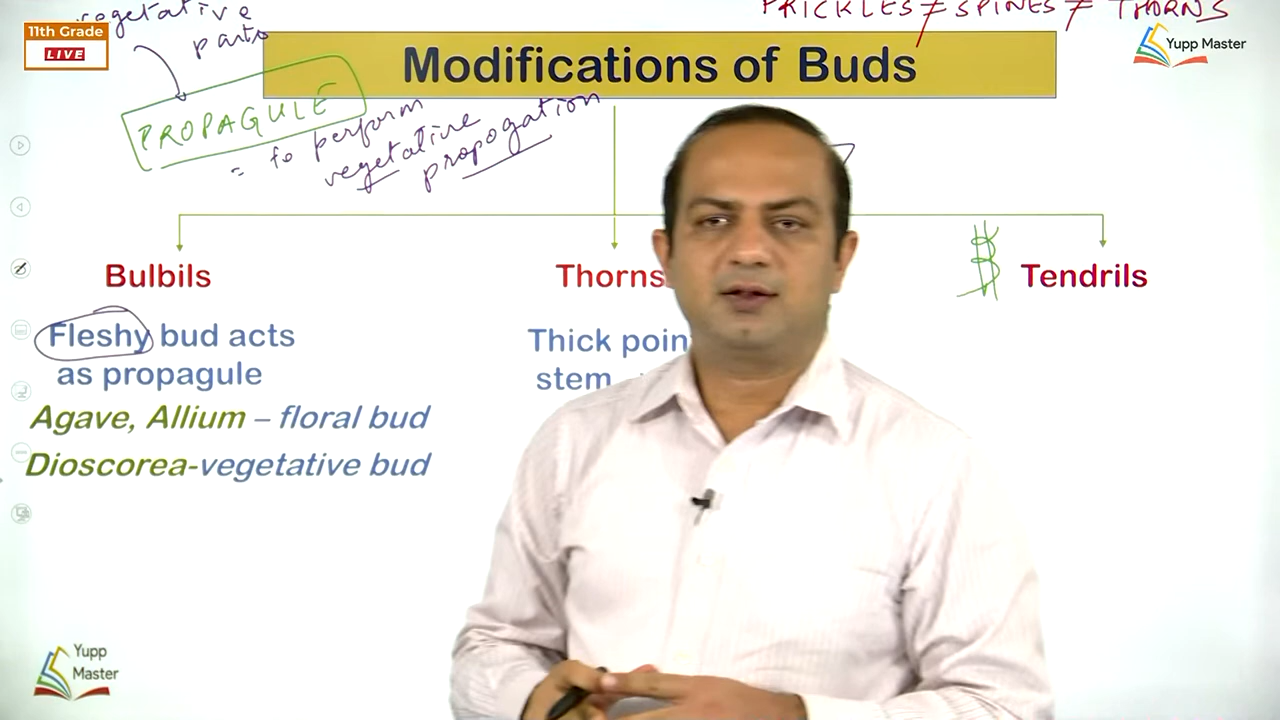 vegetative
parts
PRICKLES ≠ SPINES ≠ THORNS
11th Grade
LIVE
Yupp Master
Modifications of Buds
PROPAGULE
= to perform
vegetative
propogation
Bulbils
Thorns
Tendrils
Fleshy bud acts
as propagule
Agave, Allium – floral bud
Dioscorea-vegetative bud
Thick poin
stem
Yupp
Master